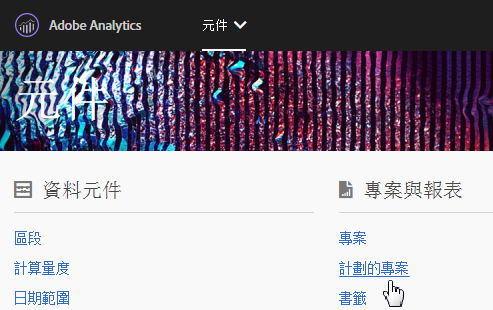 Adobe Analytics
元件
元件
資料元件
區段
計算量度
日期範圍
專案與報表
專案
計劃的專案
書籤